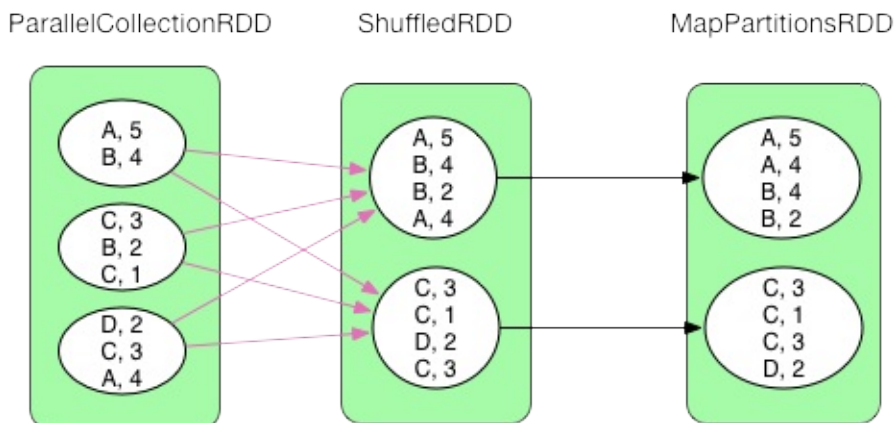 ParallelCollectionRDD
ShuffledRDD
MapPartitionsRDD
A, 5
B, 4
C, 3
B, 2
C, 1
D, 2
C, 3
A, 4
A, 5
B, 4
B, 2
A, 4
C, 3
C, 1
D, 2
C, 3
A, 5
A, 4
B, 4
B, 2
C, 3
C, 1
C, 3
D, 2